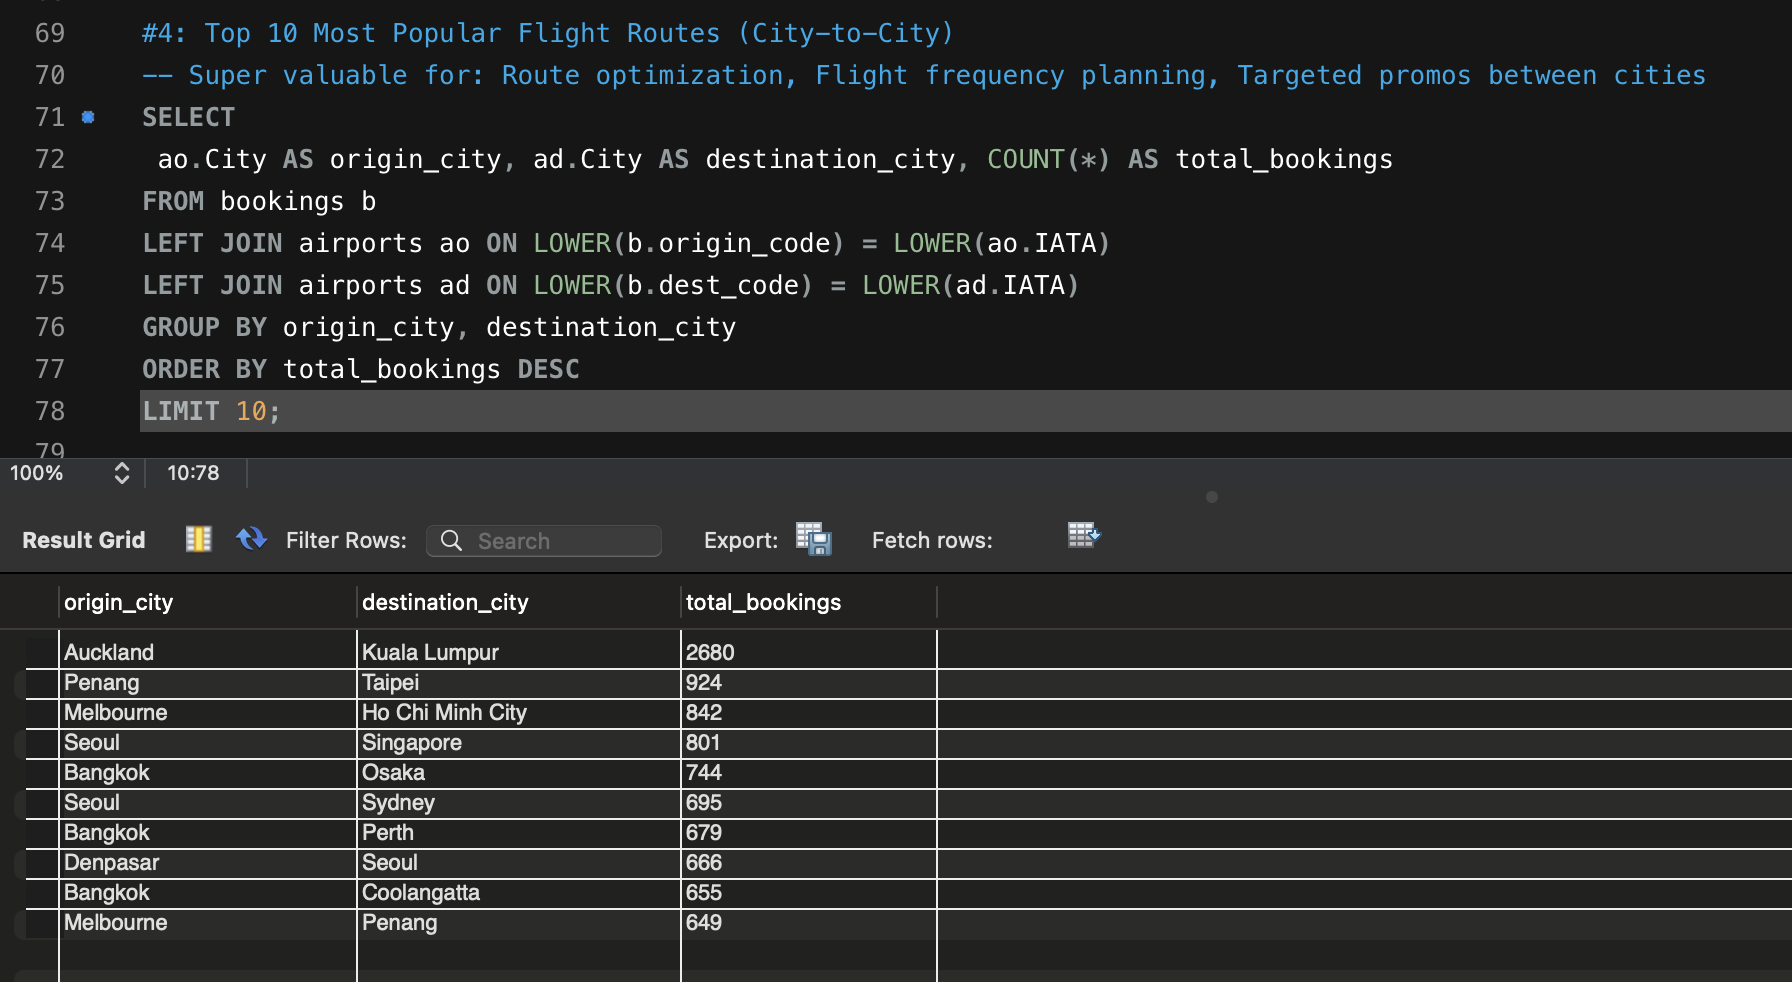 69 #4: Top 10 Most Popular Flight Routes (City-to-City)
70 -- Super valuable for: Route optimization, Flight frequency planning, Targeted promos between cities
71 SELECT
72 ao.City AS origin_city, ad.City AS destination_city, COUNT(*) AS total_bookings
73 FROM bookings b
74 LEFT JOIN airports ao ON LOWER(b.origin_code) = LOWER(ao.IATA)
75 LEFT JOIN airports ad ON LOWER(b.dest_code) = LOWER(ad.IATA)
76 GROUP BY origin_city, destination_city
77 ORDER BY total_bookings DESC
78 LIMIT 10;
79
100% 10:78
Result Grid Filter Rows: Search Export: Fetch rows:
origin_city destination_city total_bookings
Auckland Kuala Lumpur 2680
Penang Taipei 924
Melbourne Ho Chi Minh City 842
Seoul Singapore 801
Bangkok Osaka 744
Seoul Sydney 695
Bangkok Perth 679
Denpasar Seoul 666
Bangkok Coolangatta 655
Melbourne Penang 649